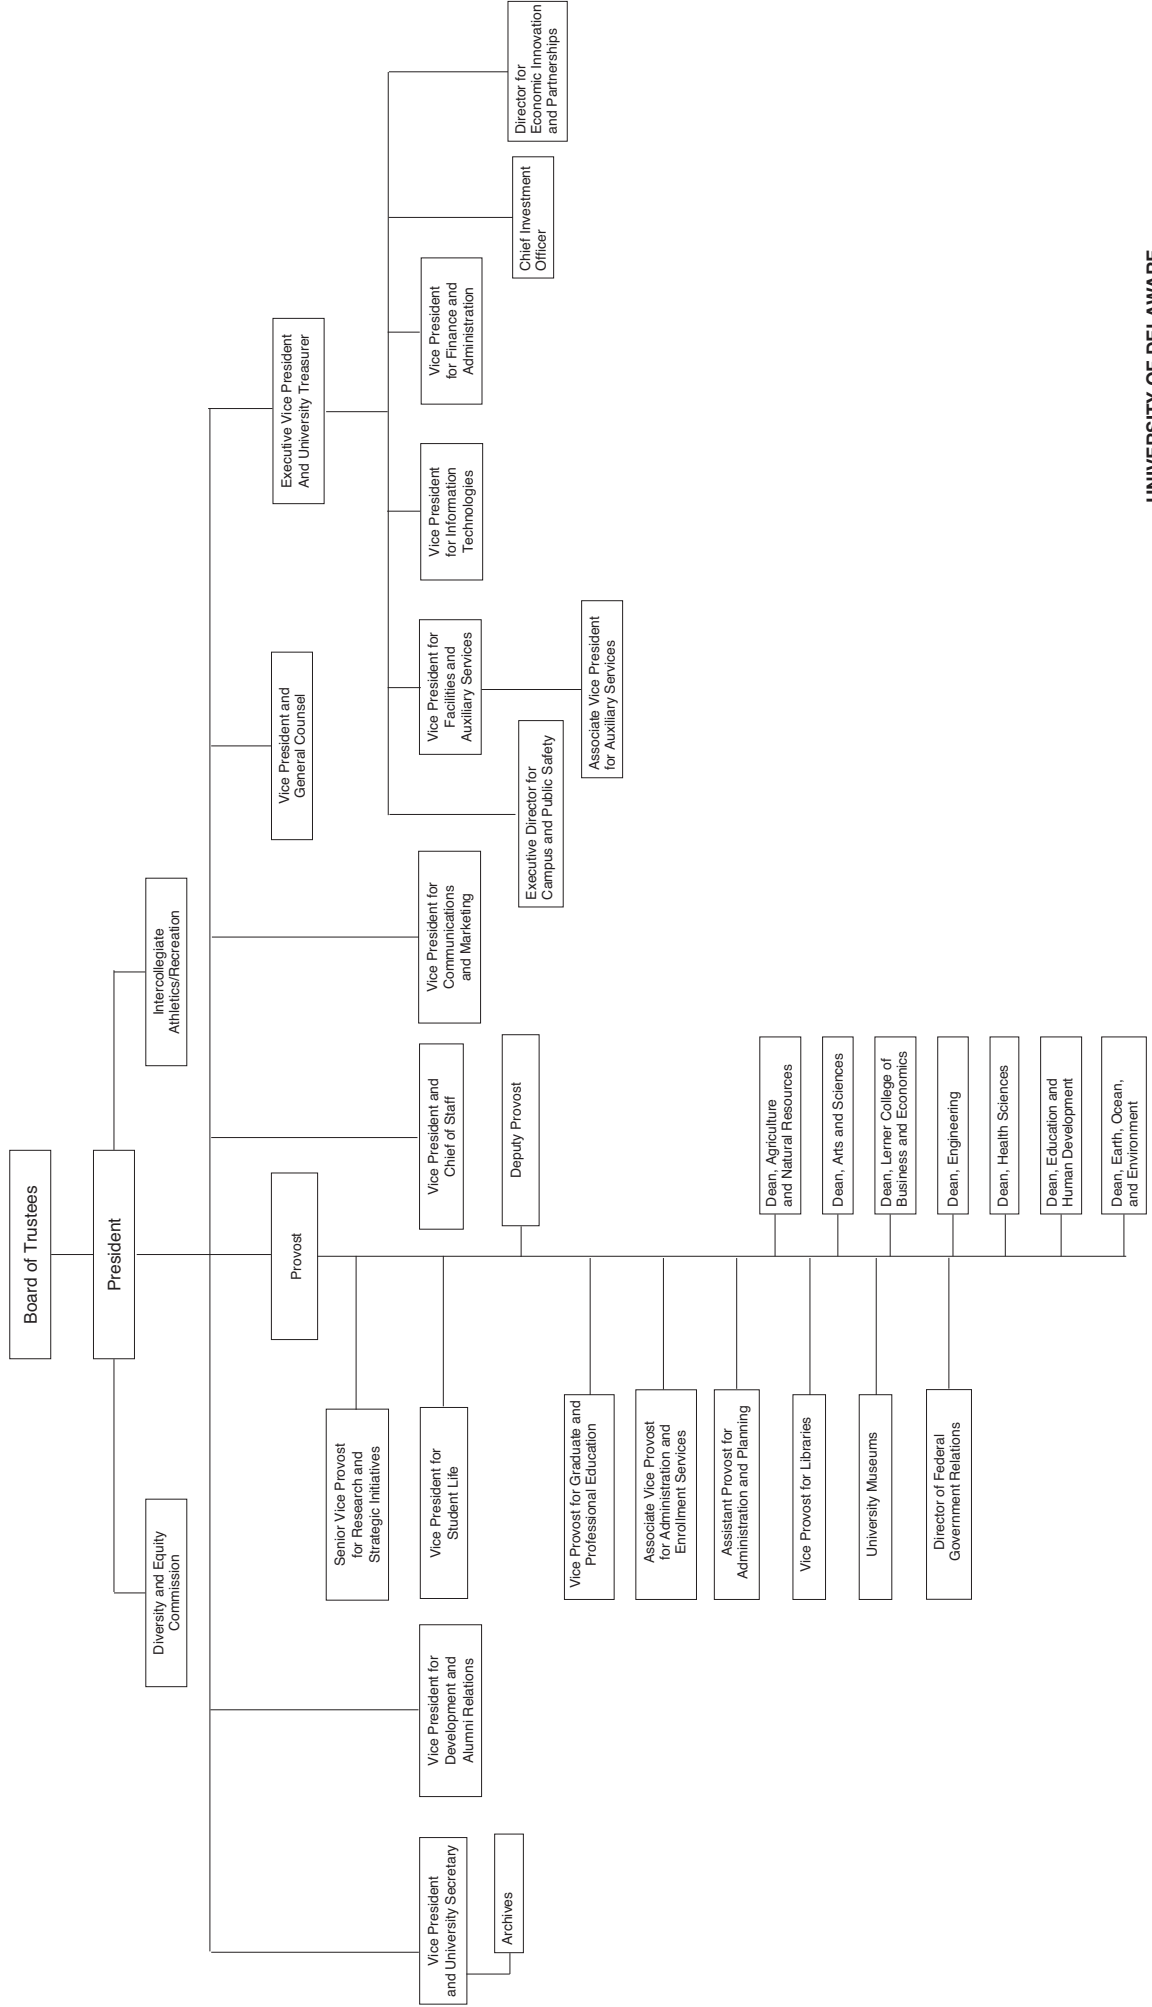 Board of Trustees
President
Diversity and Equity
Commission
Intercollegiate
Athletics/Recreation
Provost
Vice President and
General Counsel
Executive Vice President
And University Treasurer
Vice President
and University Secretary
Archives
Vice President for
Development and
Alumni Relations
Senior Vice Provost
for Research and
Strategic Initiatives
Vice President for
Student Life
Vice President and
Chief of Staff
Vice President for
Communications
and Marketing
Vice President for
Facilities and
Auxiliary Services
Vice President
for Information
Technologies
Vice President
for Finance and
Administration
Chief Investment
Officer
Director for
Economic Innovation
and Partnerships
Executive Director for
Campus and Public Safety
Associate Vice President
for Auxiliary Services
Deputy Provost
Vice Provost for Graduate and
Professional Education
Associate Vice Provost
for Administration and
Enrollment Services
Assistant Provost for
Administration and Planning
Vice Provost for Libraries
University Museums
Director of Federal
Government Relations
Dean, Agriculture
and Natural Resources
Dean, Arts and Sciences
Dean, Lerner College of
Business and Economics
Dean, Engineering
Dean, Health Sciences
Dean, Education and
Human Development
Dean, Earth, Ocean,
and Environment
UNIVERSITY OF DELAWARE